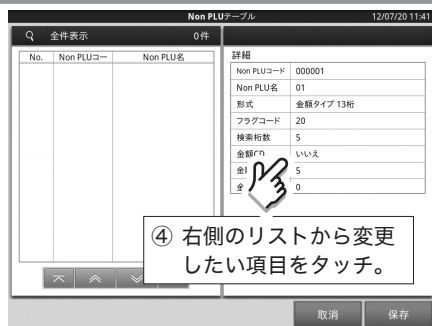 Non PLUテーブル
12/07/20 11:41
全件表示 0件
No. Non PLUコー Non PLU名
詳細
Non PLUコード 000001
Non PLU名 01
形式 金額タイプ 13桁
フラグコード 20
検索桁数 5
金額CD いいえ
5
0
④ 右側のリストから変更
したい項目をタッチ。
取消 保存